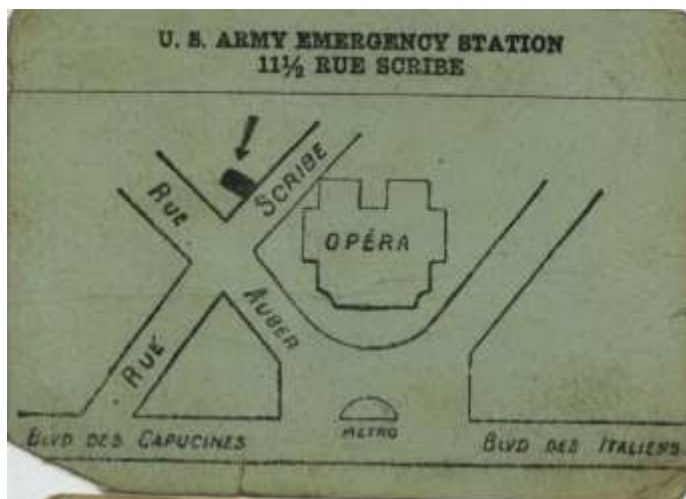 U. S. ARMY EMERGENCY STATION
11½ RUE SCRIBE
RUE
SCRIBE
OPÉRA
AUBER
RUE
BLVD DES CAPUCINES
METRO
BLVD DES ITALIENS